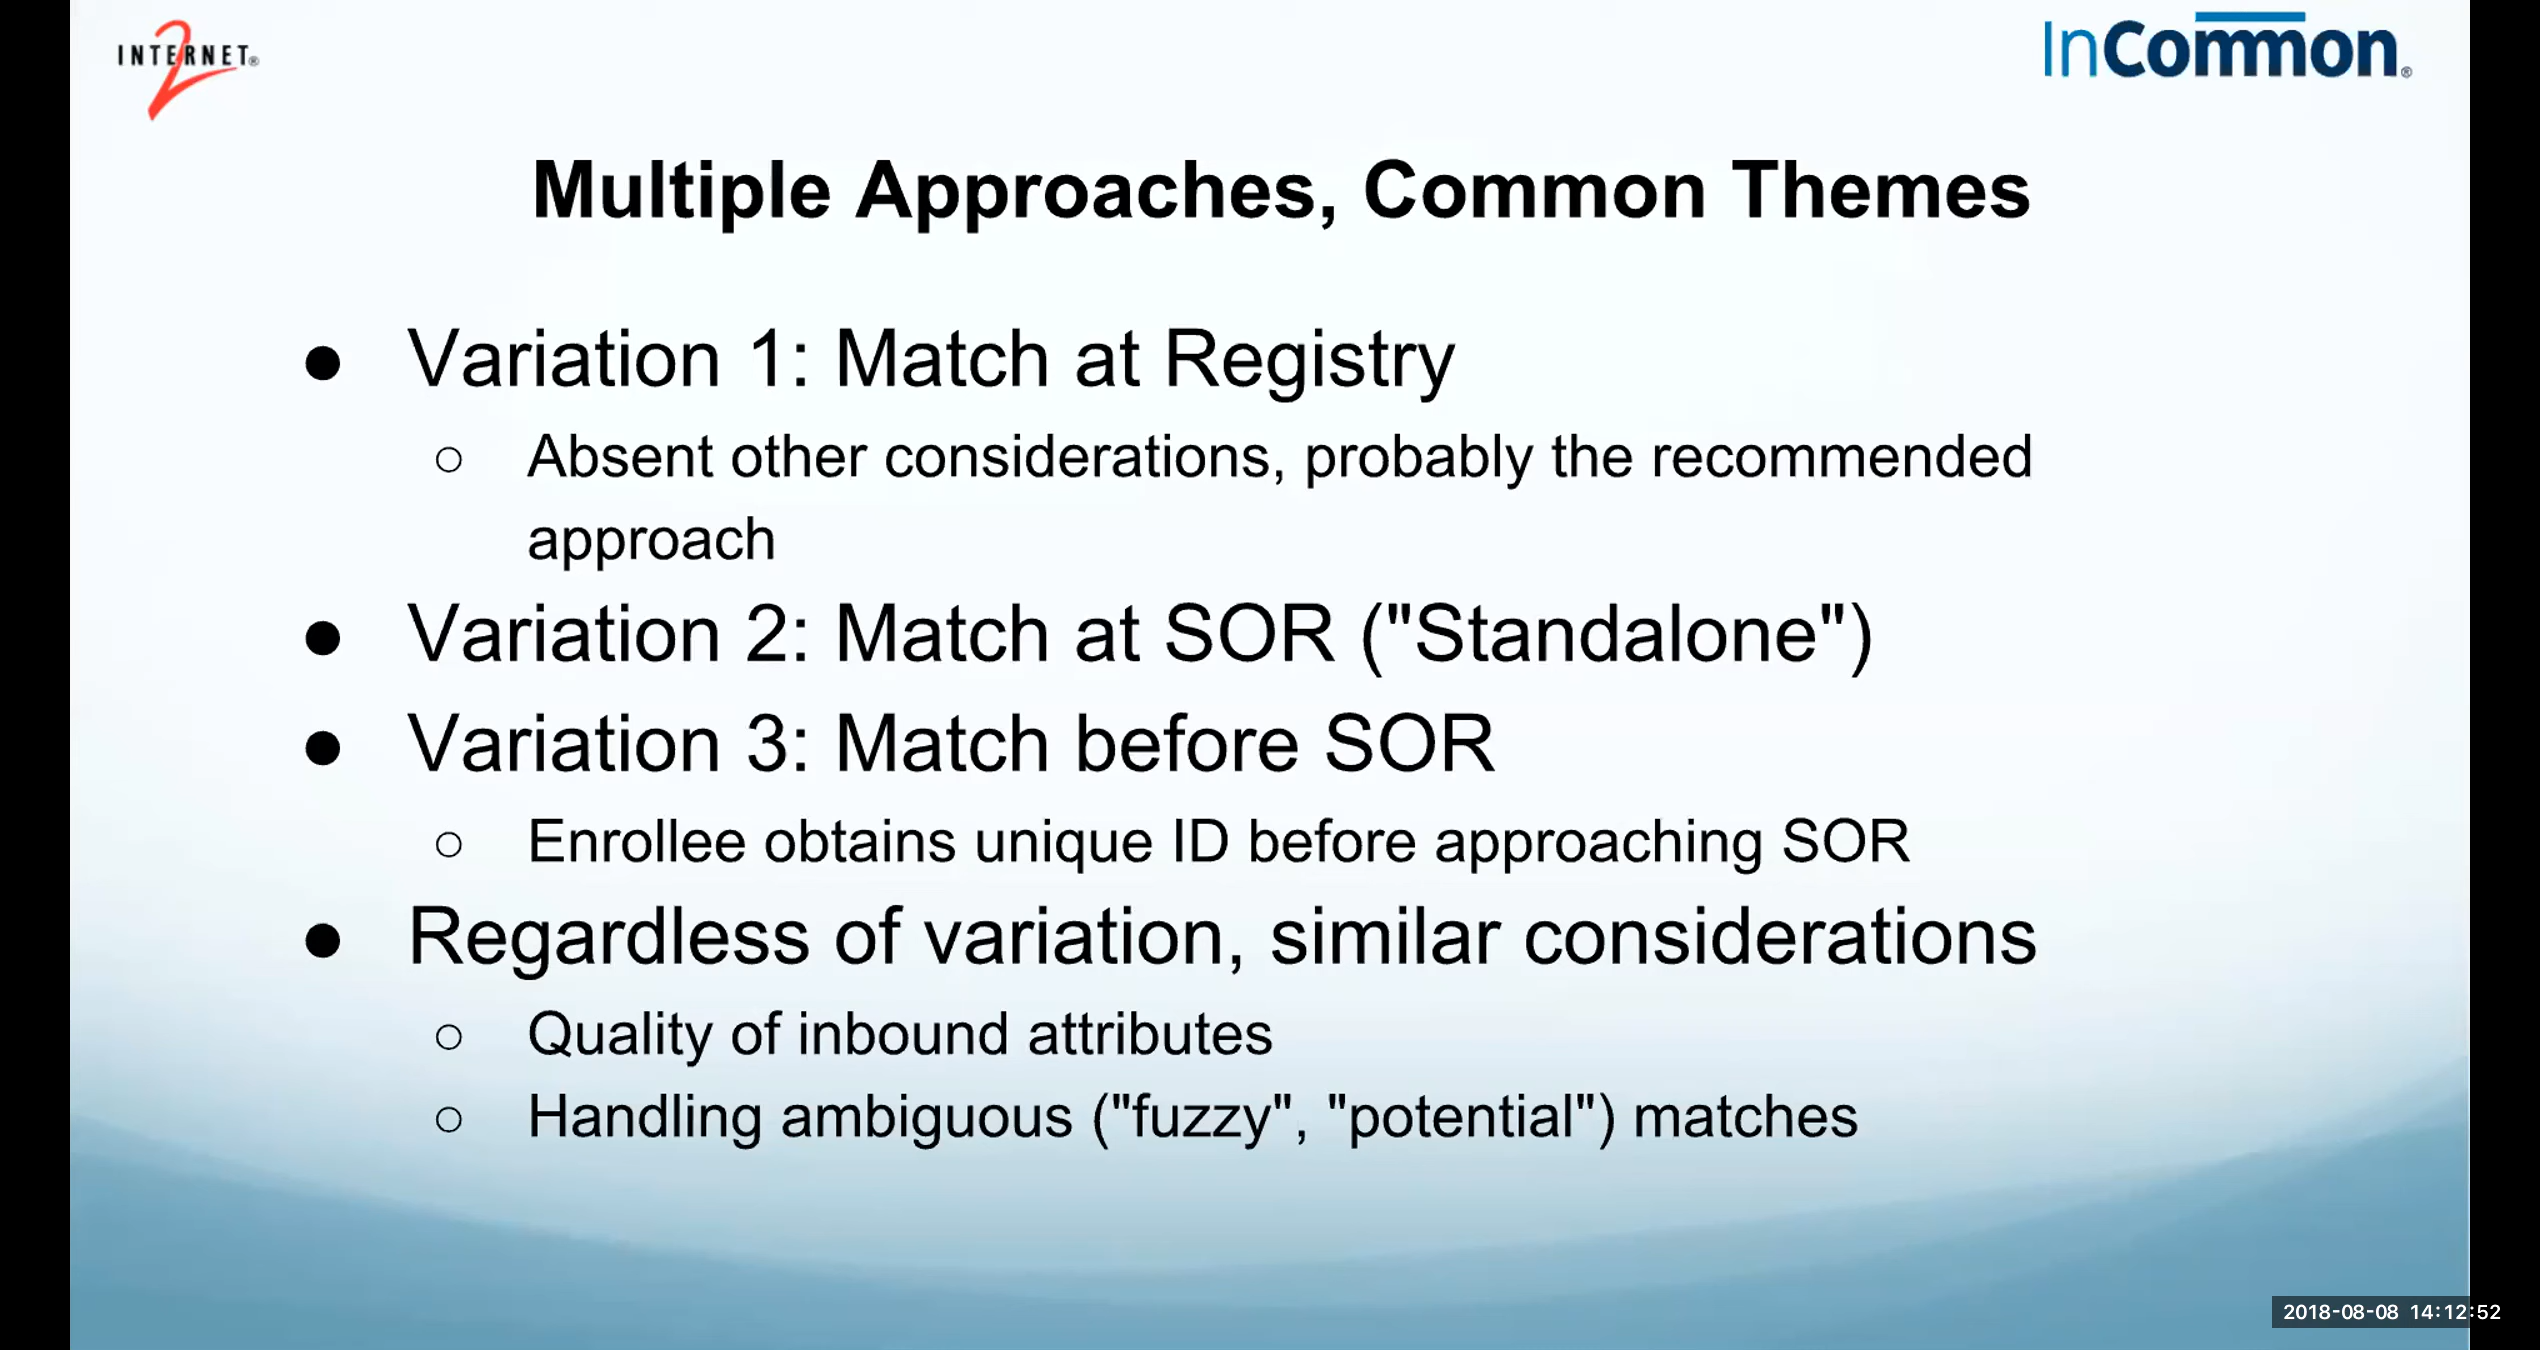 INTERNET®
2
InCommon®
Multiple Approaches, Common Themes
● Variation 1: Match at Registry
○ Absent other considerations, probably the recommended
approach
● Variation 2: Match at SOR ("Standalone")
● Variation 3: Match before SOR
○ Enrollee obtains unique ID before approaching SOR
● Regardless of variation, similar considerations
○ Quality of inbound attributes
○ Handling ambiguous ("fuzzy", "potential") matches
2018-08-08 14:12:52